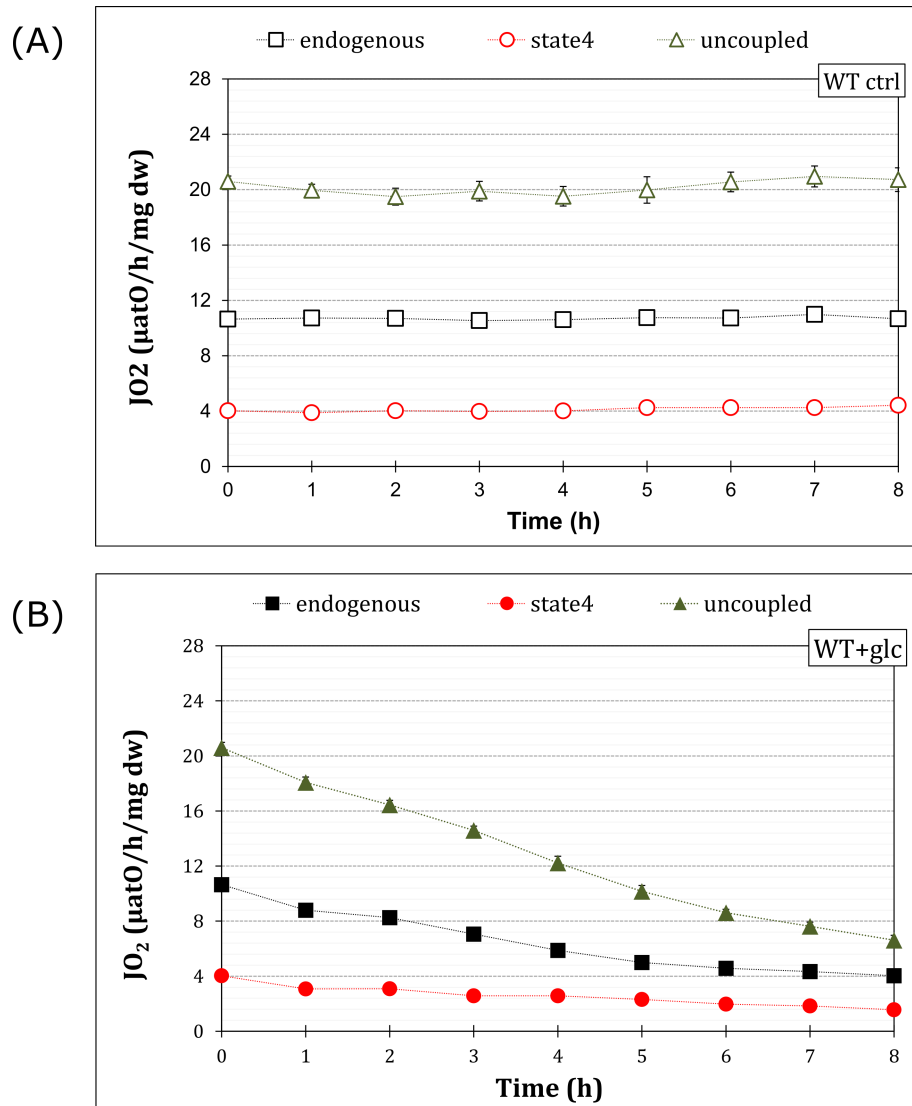 (A)
endogenous state4 uncoupled
WT ctrl
28
24
20
16
12
8
4
0
JO2 (µatO/h/mg dw)
0 1 2 3 4 5 6 7 8
Time (h)
(B)
endogenous state4 uncoupled
WT+glc
28
24
20
16
12
8
4
0
JO₂ (µatO/h/mg dw)
0 1 2 3 4 5 6 7 8
Time (h)